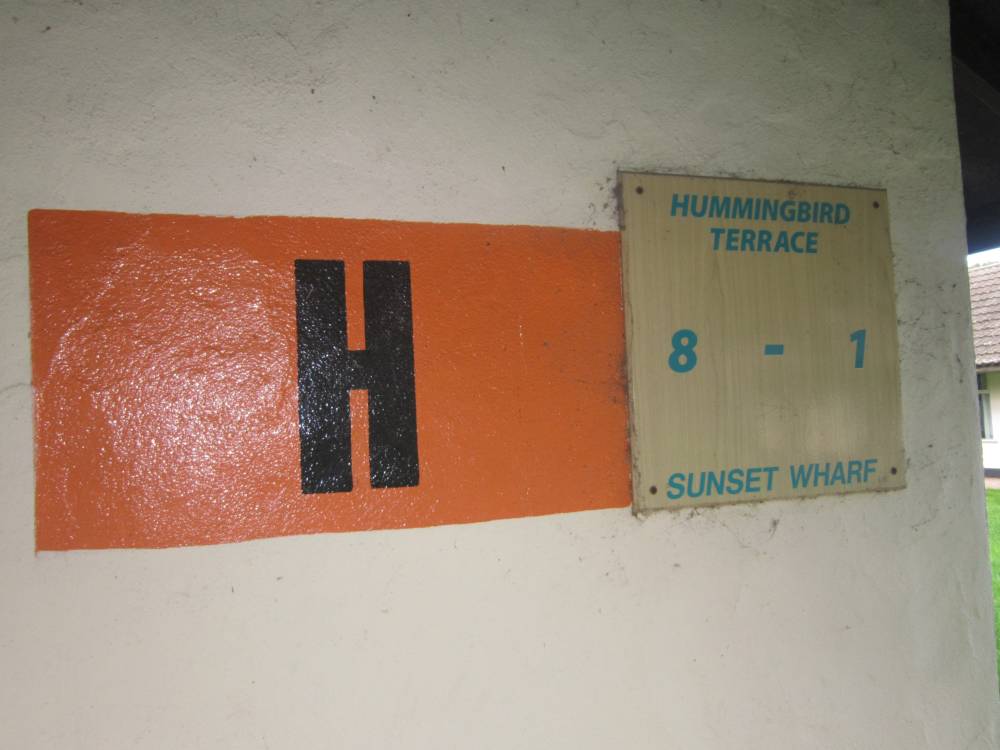 H
HUMMINGBIRD
TERRACE
8 - 1
SUNSET WHARF